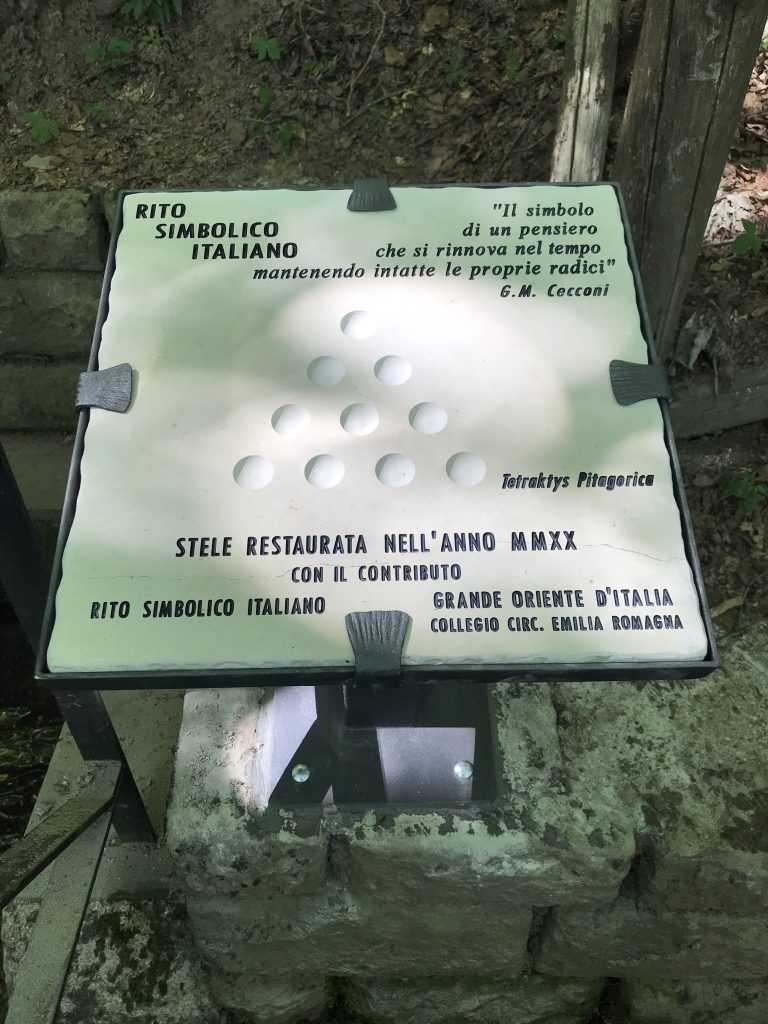 RITO
SIMBOLICO
ITALIANO
"Il simbolo
di un pensiero
che si rinnova nel tempo
mantenendo intatte le proprie radici"
G.M. Cecconi
Tetraktys Pitagorica
STELE RESTAURATA NELL'ANNO MMXX
CON IL CONTRIBUTO
RITO SIMBOLICO ITALIANO
GRANDE ORIENTE D'ITALIA
COLLEGIO CIRC. EMILIA ROMAGNA